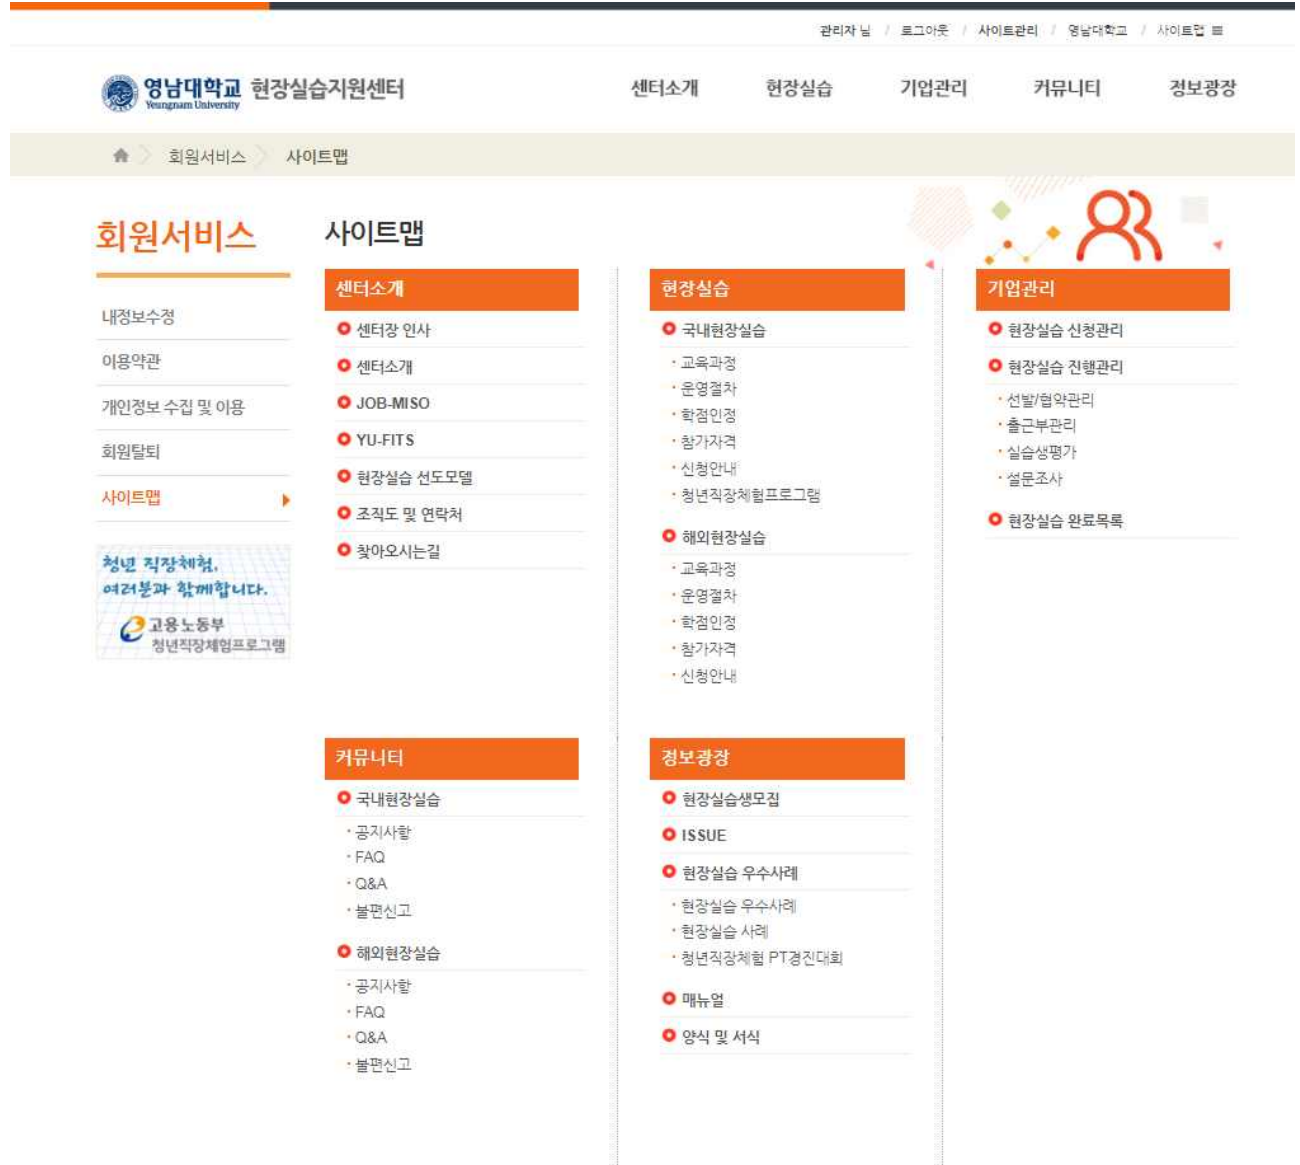 관리자 님 / 로그아웃 / 사이트관리 / 영남대학교 / 사이트맵
영남대학교 현장실습지원센터
Yeungnam University
센터소개 현장실습 기업관리 커뮤니티 정보광장
회원서비스 사이트맵
회원서비스
내정보수정
이용약관
개인정보 수집 및 이용
회원탈퇴
사이트맵
청년 직장체험,
여러분과 함께합니다.
고용노동부
청년직장체험프로그램
사이트맵
센터소개
센터장 인사
센터소개
JOB-MISO
YU-FITS
현장실습 선도모델
조직도 및 연락처
찾아오시는길
현장실습
국내현장실습
· 교육과정
· 운영절차
· 학점인정
· 참가자격
· 신청안내
· 청년직장체험프로그램
해외현장실습
· 교육과정
· 운영절차
· 학점인정
· 참가자격
· 신청안내
기업관리
현장실습 신청관리
현장실습 진행관리
· 선발/협약관리
· 출근부관리
· 실습생평가
· 설문조사
현장실습 완료목록
커뮤니티
국내현장실습
· 공지사항
· FAQ
· Q&A
· 불편신고
해외현장실습
· 공지사항
· FAQ
· Q&A
· 불편신고
정보광장
현장실습생모집
ISSUE
현장실습 우수사례
· 현장실습 우수사례
· 현장실습 사례
· 청년직장체험 PT경진대회
매뉴얼
양식 및 서식